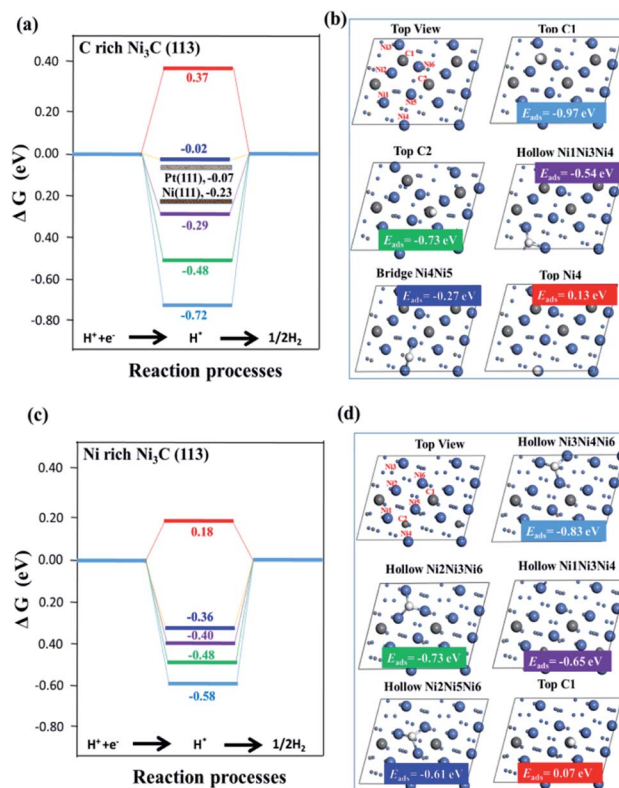 (a)
C rich Ni₃C (113)
0.40
0.20
0.00
0.20
0.40
-0.60
-0.80
Δ G (eV)
0.37
-0.02
Pt(111), -0.07
Ni(111), -0.23
-0.29
-0.48
-0.72
H⁺+e⁻ H* 1/2H₂
Reaction processes
(b)
Top View
Ni3
C1
Ni2
Ni6
C2
Ni1
Ni5
Ni4
Top C1
Eads= -0.97 eV
Top C2
Eads= -0.73 eV
Hollow Ni1Ni3Ni4
Eads= -0.54 eV
Bridge Ni4Ni5
Eads= -0.27 eV
Top Ni4
Eads= 0.13 eV
(c)
Ni rich Ni₃C (113)
0.40
0.20
0.00
0.20
0.40
-0.60
-0.80
Δ G (eV)
0.18
-0.36
-0.40
-0.48
-0.58
H⁺+e⁻ H* 1/2H₂
Reaction processes
(d)
Top View
Ni3
Ni6
Ni2
C1
Ni5
Ni1
C2
Ni4
Hollow Ni3Ni4Ni6
Eads= -0.83 eV
Hollow Ni2Ni3Ni6
Eads= -0.73 eV
Hollow Ni1Ni3Ni4
Eads= -0.65 eV
Hollow Ni2Ni5Ni6
Eads= -0.61 eV
Top C1
Eads= 0.07 eV